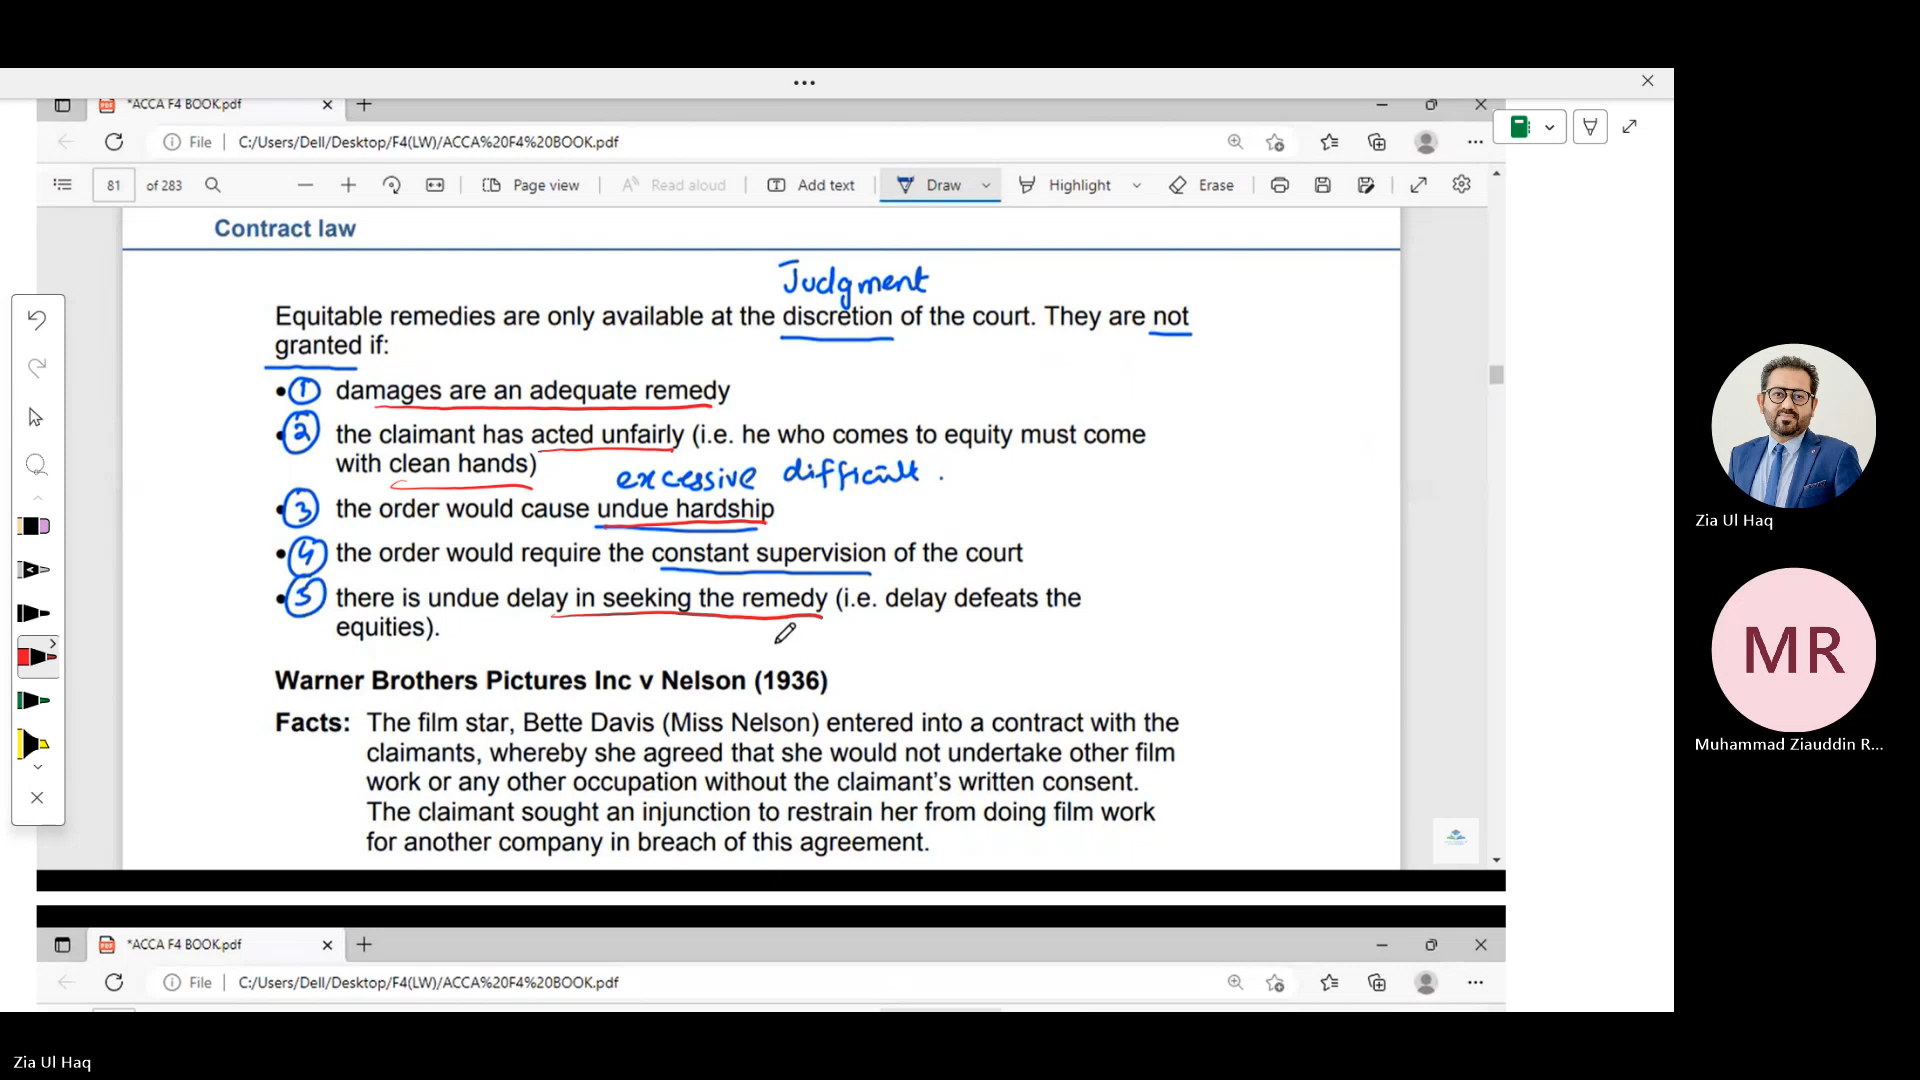 *ACCA F4 BOOK.pdf
File C:/Users/Dell/Desktop/F4(LW)/ACCA%20F4%20BOOK.pdf
81 of 283 Page view Read aloud Add text Draw Highlight Erase
Contract law
Judgment
Equitable remedies are only available at the discretion of the court. They are not
granted if:
• 1 damages are an adequate remedy
• 2 the claimant has acted unfairly (i.e. he who comes to equity must come
with clean hands)
excessive difficult.
• 3 the order would cause undue hardship
• 4 the order would require the constant supervision of the court
• 5 there is undue delay in seeking the remedy (i.e. delay defeats the
equities).
Warner Brothers Pictures Inc v Nelson (1936)
Facts: The film star, Bette Davis (Miss Nelson) entered into a contract with the
claimants, whereby she agreed that she would not undertake other film
work or any other occupation without the claimant's written consent.
The claimant sought an injunction to restrain her from doing film work
for another company in breach of this agreement.
*ACCA F4 BOOK.pdf
File C:/Users/Dell/Desktop/F4(LW)/ACCA%20F4%20BOOK.pdf
Zia Ul Haq
MR
Muhammad Ziauddin R...
Zia Ul Haq